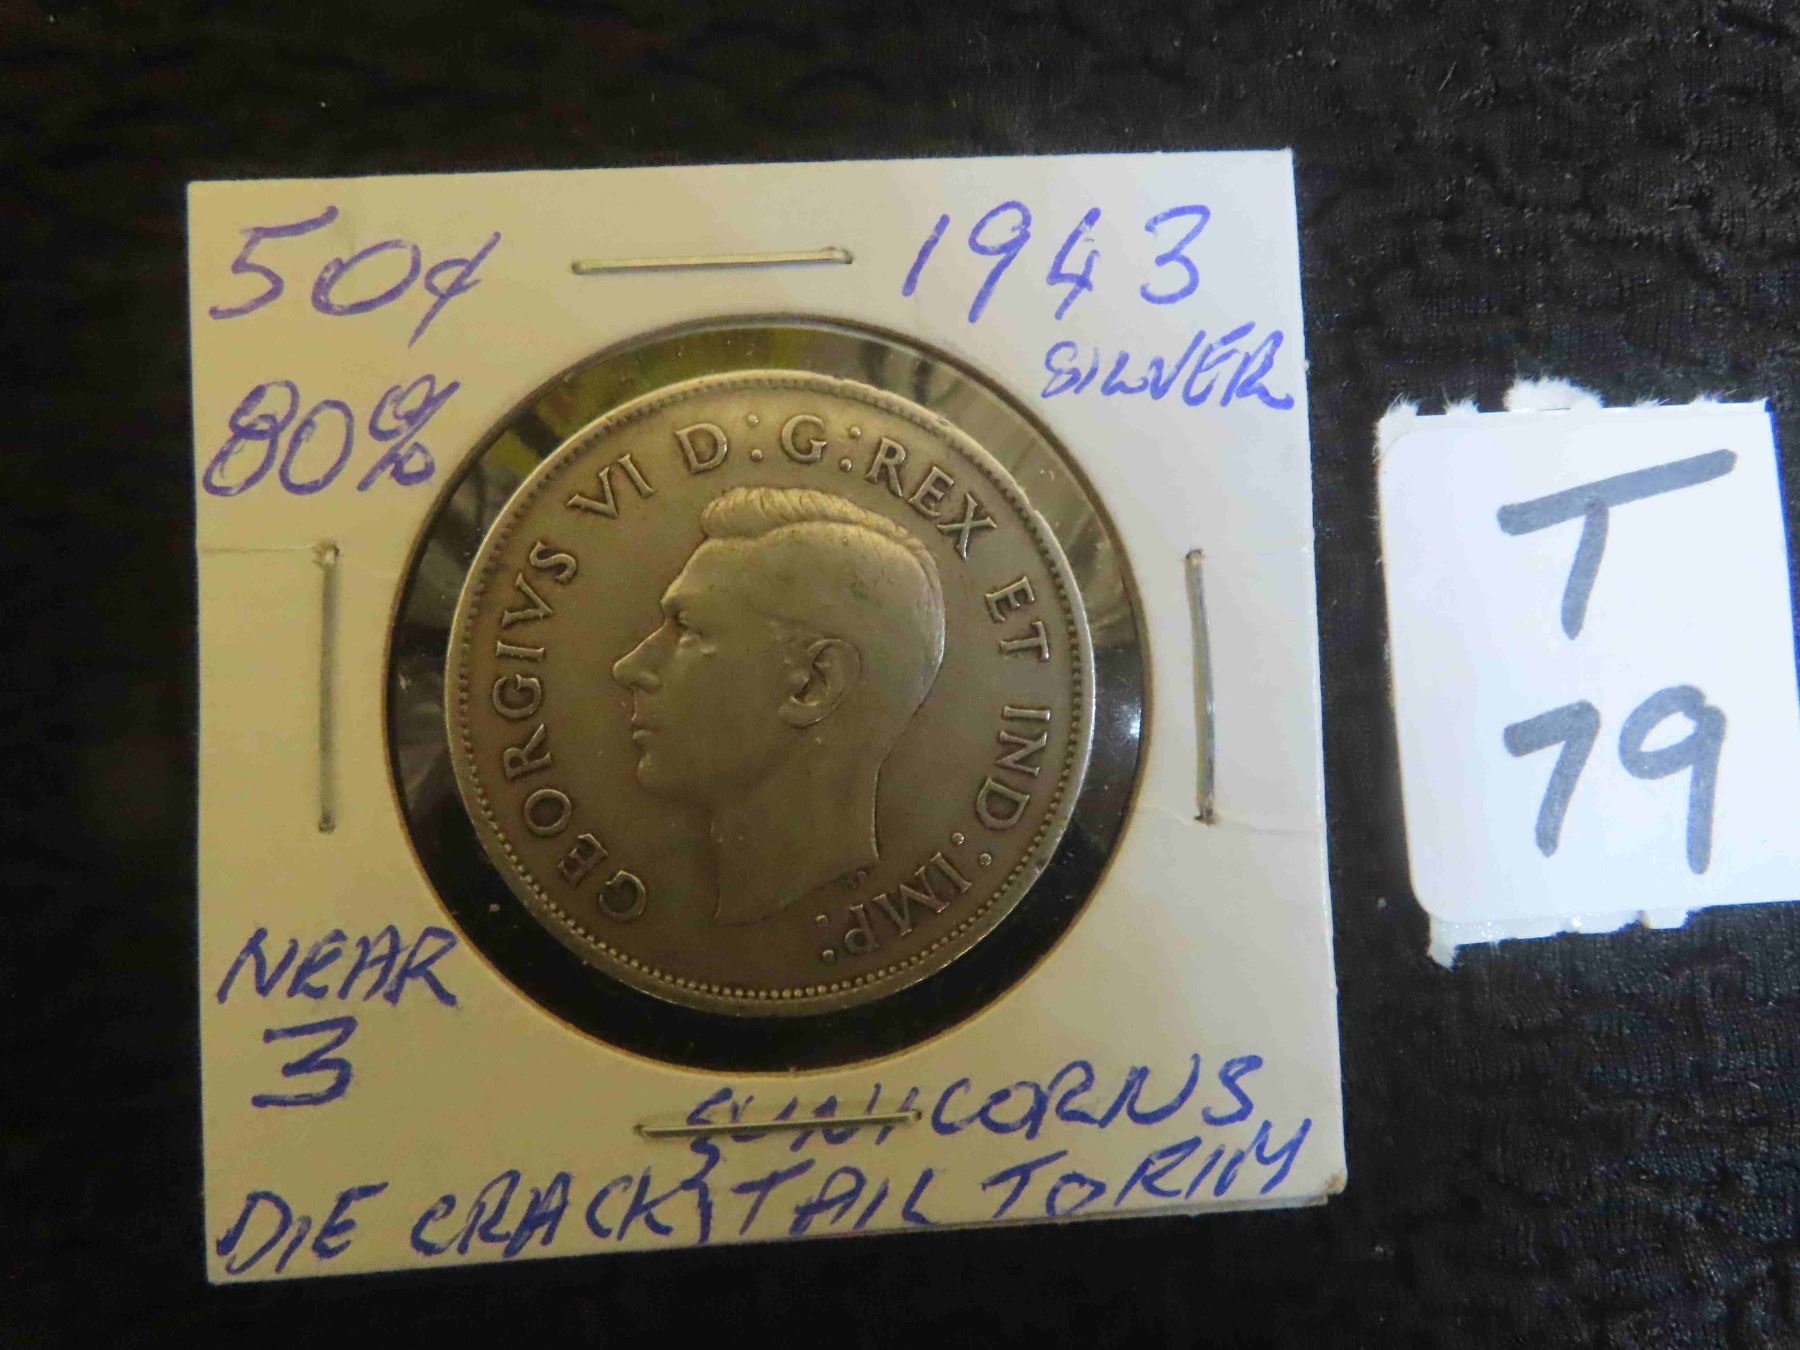 50¢ 1943
SILVER
80%
GEORGIVS VI D:G:REX ET IND:IMP:
HP
NEAR
3
UNICORNS
DIE CRACK TAIL TO RIM
T
79